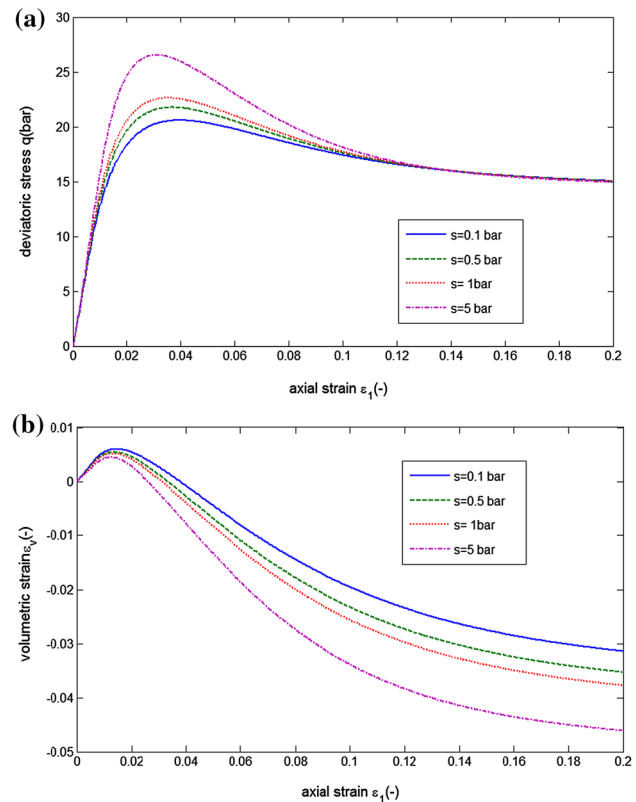 (a)
30
25
20
15
10
5
0
deviatoric stress q(bar)
s=0.1 bar
s=0.5 bar
s= 1bar
s=5 bar
0 0.02 0.04 0.06 0.08 0.1 0.12 0.14 0.16 0.18 0.2
axial strain ε1(-)
(b)
0.01
0
-0.01
-0.02
-0.03
-0.04
-0.05
volumetric strainεv(-)
s=0.1 bar
s=0.5 bar
s= 1bar
s=5 bar
0 0.02 0.04 0.06 0.08 0.1 0.12 0.14 0.16 0.18 0.2
axial strain ε1(-)